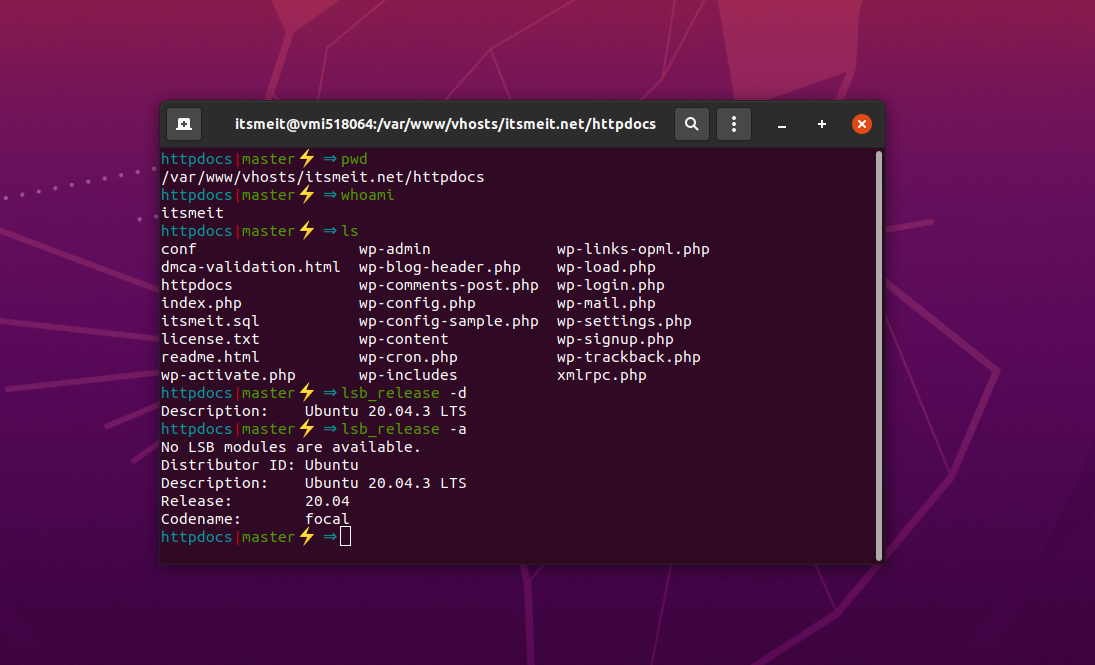 itsmeit@vmi518064:/var/www/vhosts/itsmeit.net/httpdocs
httpdocs|master⚡ ⇒ pwd
/var/www/vhosts/itsmeit.net/httpdocs
httpdocs|master⚡ ⇒ whoami
itsmeit
httpdocs|master⚡ ⇒ ls
conf                  wp-admin              wp-links-opml.php
dmca-validation.html  wp-blog-header.php    wp-load.php
httpdocs              wp-comments-post.php  wp-login.php
index.php             wp-config.php         wp-mail.php
itsmeit.sql           wp-config-sample.php  wp-settings.php
license.txt           wp-content            wp-signup.php
readme.html           wp-cron.php           wp-trackback.php
wp-activate.php       wp-includes           xmlrpc.php
httpdocs|master⚡ ⇒ lsb_release -d
Description:    Ubuntu 20.04.3 LTS
httpdocs|master⚡ ⇒ lsb_release -a
No LSB modules are available.
Distributor ID: Ubuntu
Description:    Ubuntu 20.04.3 LTS
Release:        20.04
Codename:       focal
httpdocs|master⚡ ⇒